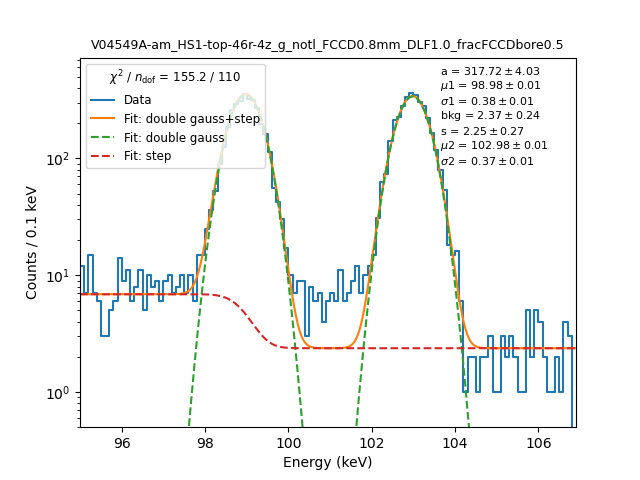 V04549A-am_HS1-top-46r-4z_g_notl_FCCD0.8mm_DLF1.0_fracFCCDbore0.5
χ² / n_dof = 155.2 / 110
Data
Fit: double gauss+step
Fit: double gauss
Fit: step
a = 317.72 ± 4.03
μ1 = 98.98 ± 0.01
σ1 = 0.38 ± 0.01
bkg = 2.37 ± 0.24
s = 2.25 ± 0.27
μ2 = 102.98 ± 0.01
σ2 = 0.37 ± 0.01
Counts / 0.1 keV
10²
10¹
10⁰
96 98 100 102 104 106
Energy (keV)